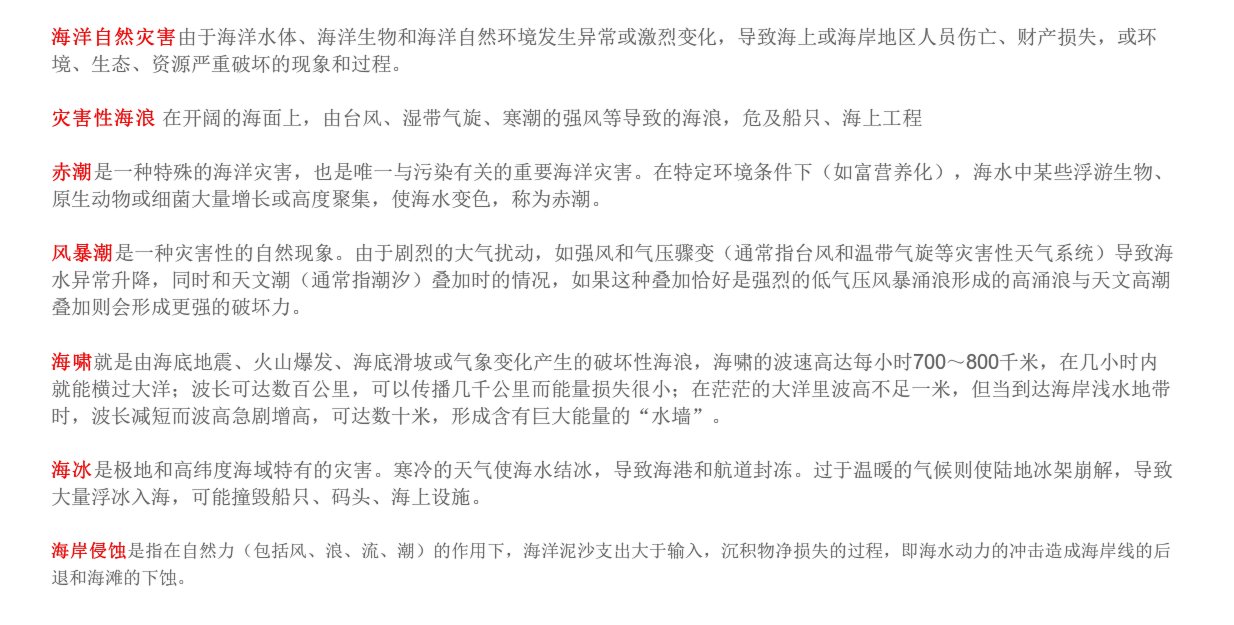 海洋自然灾害由于海洋水体、海洋生物和海洋自然环境发生异常或激烈变化，导致海上或海岸地区人员伤亡、财产损失，或环
境、生态、资源严重破坏的现象和过程。
灾害性海浪 在开阔的海面上，由台风、湿带气旋、寒潮的强风等导致的海浪，危及船只、海上工程
赤潮是一种特殊的海洋灾害，也是唯一与污染有关的重要海洋灾害。在特定环境条件下（如富营养化），海水中某些浮游生物、
原生动物或细菌大量增长或高度聚集，使海水变色，称为赤潮。
风暴潮是一种灾害性的自然现象。由于剧烈的大气扰动，如强风和气压骤变（通常指台风和温带气旋等灾害性天气系统）导致海
水异常升降，同时和天文潮（通常指潮汐）叠加时的情况，如果这种叠加恰好是强烈的低气压风暴涌浪形成的高涌浪与天文高潮
叠加则会形成更强的破坏力。
海啸就是由海底地震、火山爆发、海底滑坡或气象变化产生的破坏性海浪，海啸的波速高达每小时700～800千米，在几小时内
就能横过大洋；波长可达数百公里，可以传播几千公里而能量损失很小；在茫茫的大洋里波高不足一米，但当到达海岸浅水地带
时，波长减短而波高急剧增高，可达数十米，形成含有巨大能量的“水墙”。
海冰是极地和高纬度海域特有的灾害。寒冷的天气使海水结冰，导致海港和航道封冻。过于温暖的气候则使陆地冰架崩解，导致
大量浮冰入海，可能撞毁船只、码头、海上设施。
海岸侵蚀是指在自然力（包括风、浪、流、潮）的作用下，海洋泥沙支出大于输入，沉积物净损失的过程，即海水动力的冲击造成海岸线的后
退和海滩的下蚀。